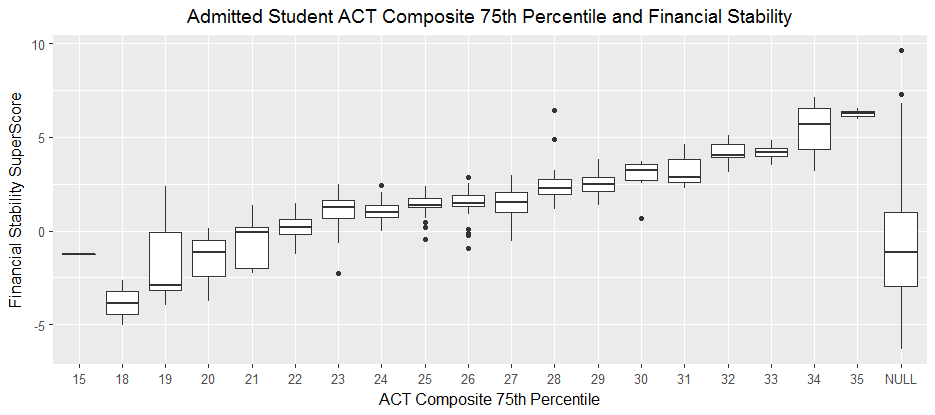 Admitted Student ACT Composite 75th Percentile and Financial Stability
Financial Stability SuperScore
10
5
0
-5
15 18 19 20 21 22 23 24 25 26 27 28 29 30 31 32 33 34 35 NULL
ACT Composite 75th Percentile